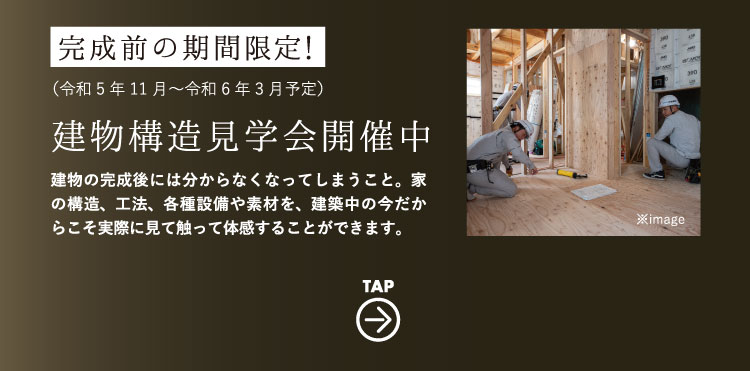 完成前の期間限定！
（令和5年11月〜令和6年3月予定）
建物構造見学会開催中
建物の完成後には分からなくなってしまうこと。家
の構造、工法、各種設備や素材を、建築中の今だか
らこそ実際に見て触って体感することができます。
※image
TAP